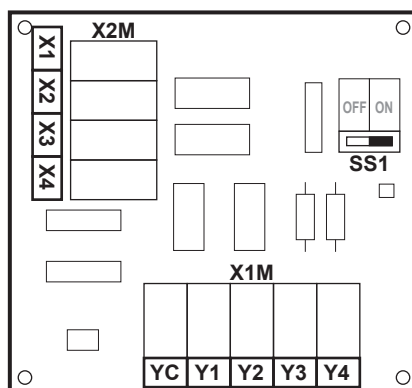 X2M
X1
X2
X3
X4
OFF ON
SS1
X1M
YC Y1 Y2 Y3 Y4